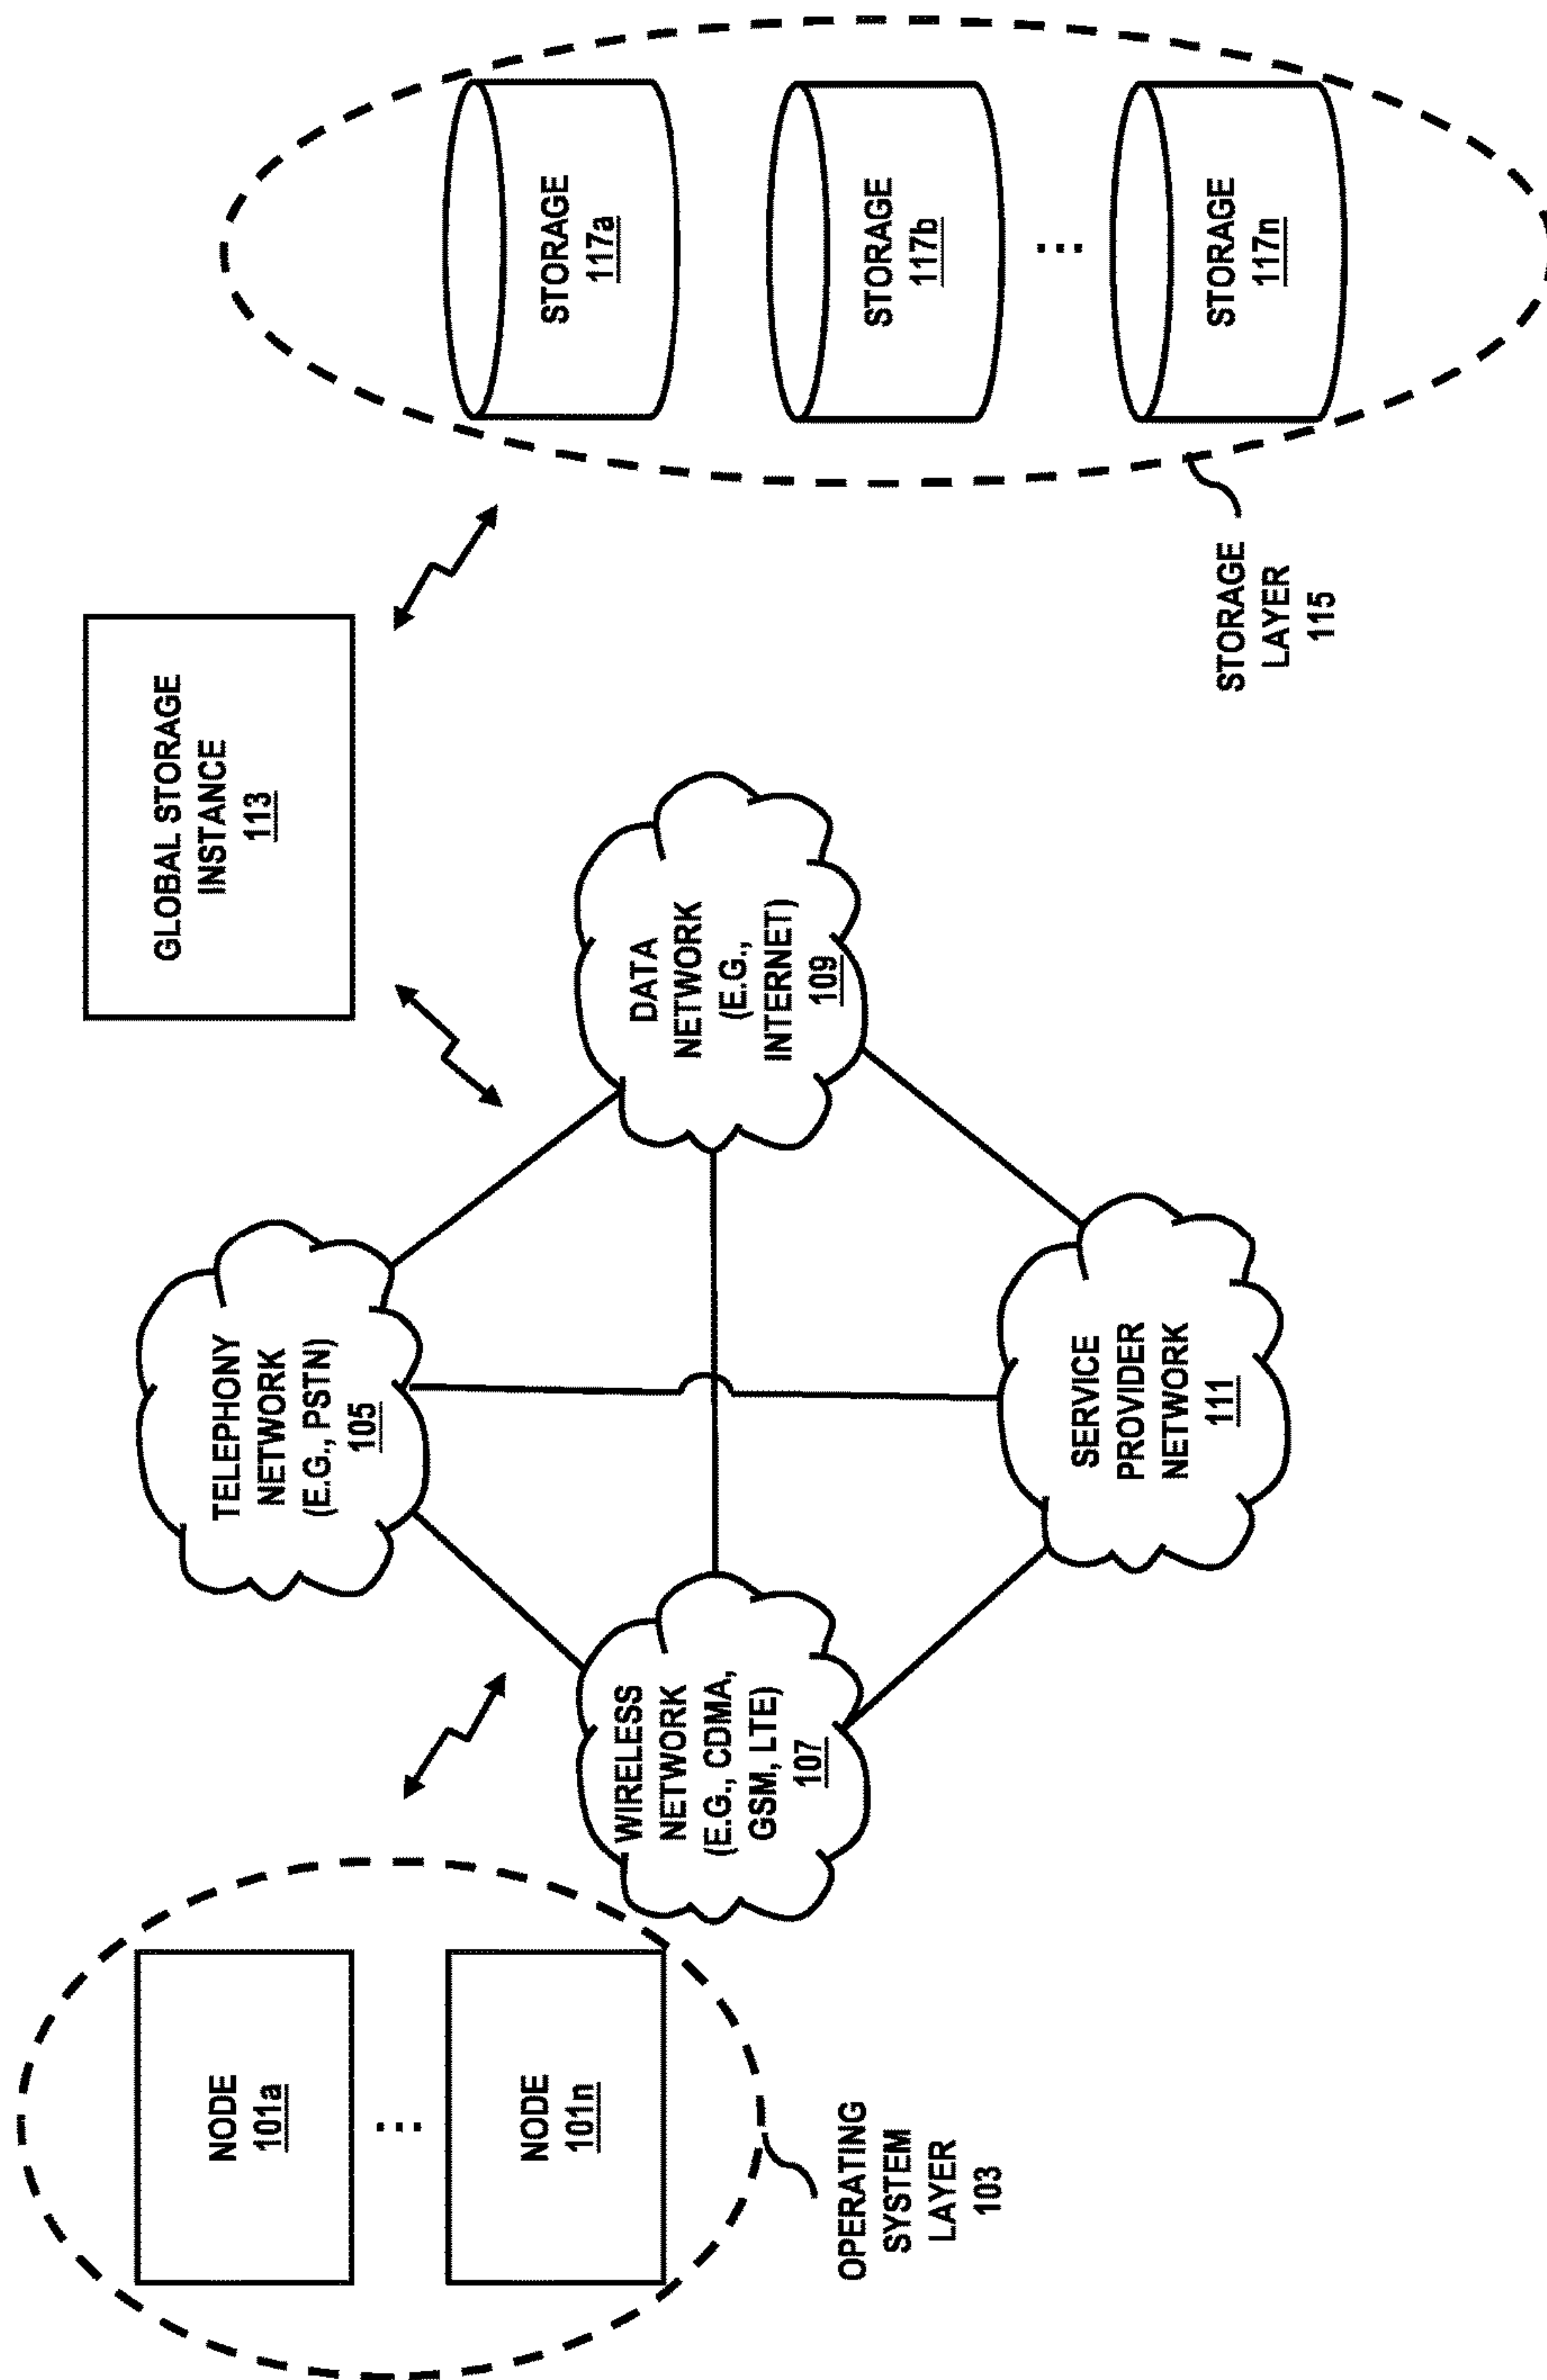 NODE
101a
...
NODE
101n
OPERATING
SYSTEM
LAYER
103
TELEPHONY
NETWORK
(E.G., PSTN)
105
WIRELESS
NETWORK
(E.G., CDMA,
GSM, LTE)
107
DATA
NETWORK
(E.G.,
INTERNET)
109
SERVICE
PROVIDER
NETWORK
111
GLOBAL STORAGE
INSTANCE
113
STORAGE
117a
STORAGE
117b
...
STORAGE
117n
STORAGE
LAYER
115